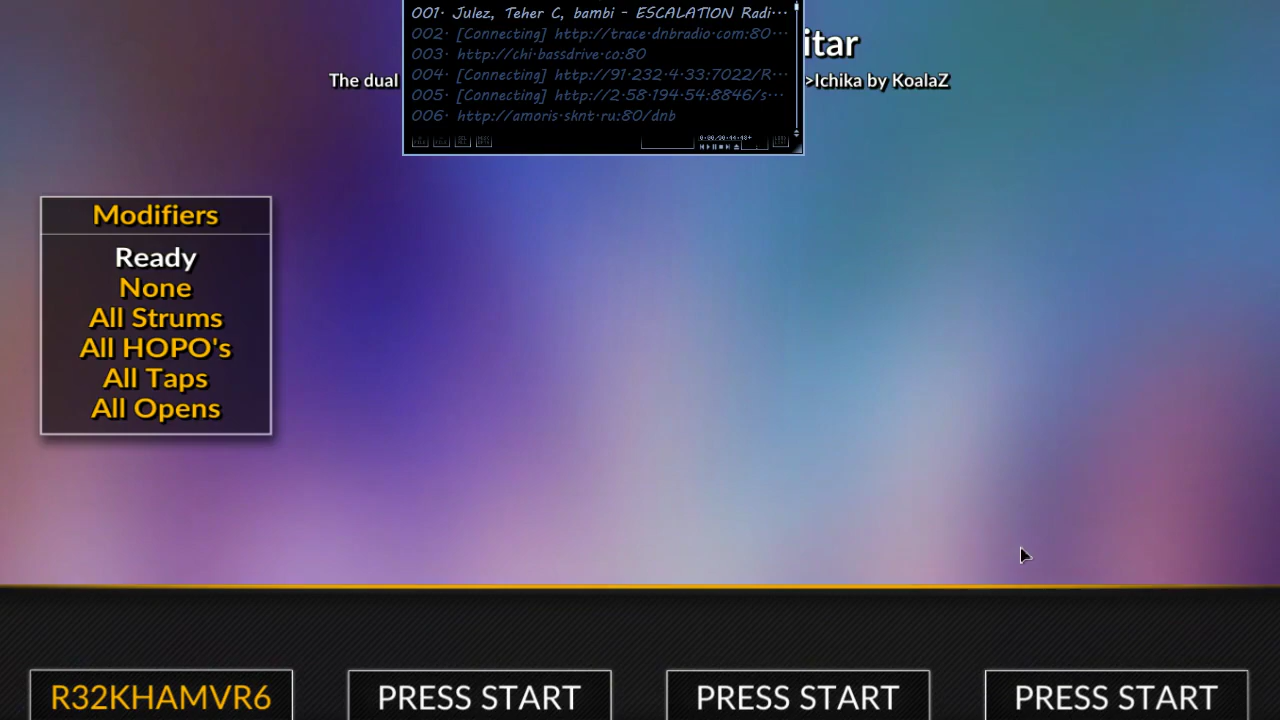 001· Julez, Teher C, bambi - ESCALATION Radi···
002· [Connecting] http://trace·dnbradio·com:80···
003· http://chi·bassdrive·co:80
004· [Connecting] http://91·232·4·33:7022/R···
005· [Connecting] http://2·58·194·54:8846/s···
006· http://amoris·sknt·ru:80/dnb
itar
The dual >Ichika by KoalaZ
Modifiers
Ready
None
All Strums
All HOPO's
All Taps
All Opens
R32KHAMVR6 PRESS START PRESS START PRESS START